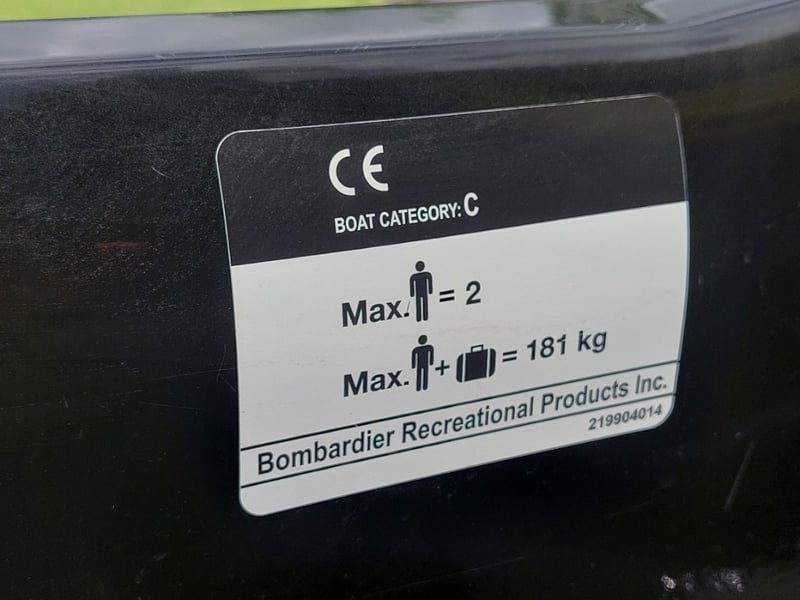 CE
BOAT CATEGORY: C
Max. = 2
Max. + = 181 kg
Bombardier Recreational Products Inc.
219904014